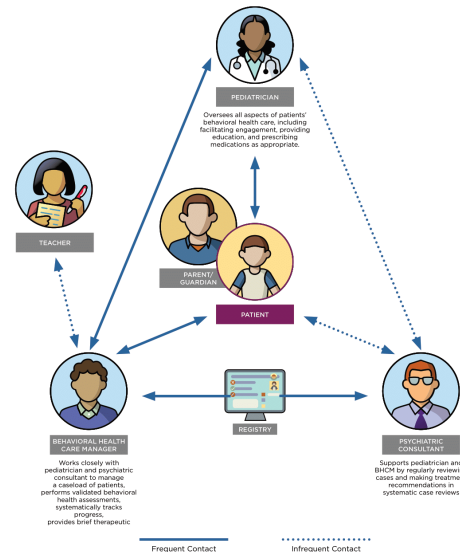 PEDIATRICIAN
Oversees all aspects of patients'
behavioral health care, including
facilitating engagement, providing
education, and prescribing
medications as appropriate.
TEACHER
PARENT/
GUARDIAN
PATIENT
REGISTRY
BEHAVIORAL HEALTH
CARE MANAGER
Works closely with
pediatrician and psychiatric
consultant to manage
a caseload of patients,
performs validated behavioral
health assessments,
systematically tracks
progress,
provides brief therapeutic
PSYCHIATRIC
CONSULTANT
Supports pediatrician and
BHCM by regularly
cases and making
recommendations in
systematic case reviews
Frequent Contact
Infrequent Contact